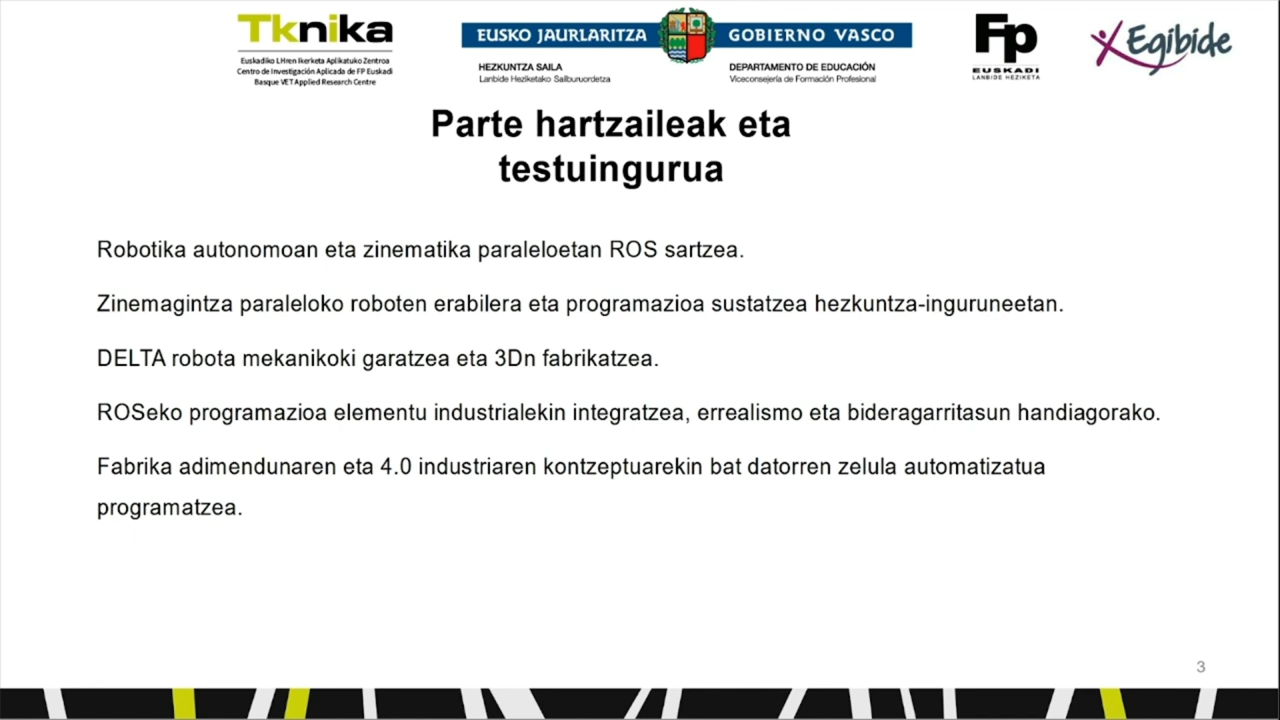 Tknika
Euskadiko LHren Ikerketa Aplikatuko Zentroa
Centro de Investigación Aplicada de FP Euskadi
Basque VET Applied Research Centre
EUSKO JAURLARITZA
GOBIERNO VASCO
HEZKUNTZA SAILA
Lanbide Heziketako Sailburuordetza
DEPARTAMENTO DE EDUCACIÓN
Viceconsejería de Formación Profesional
Fp
EUSKADI
LANBIDE HEZIKETA
Egibide
Parte hartzaileak eta
testuingurua
Robotika autonomoan eta zinematika paraleloetan ROS sartzea.
Zinemagintza paraleloko roboten erabilera eta programazioa sustatzea hezkuntza-inguruneetan.
DELTA robota mekanikoki garatzea eta 3Dn fabrikatzea.
ROSeko programazioa elementu industrialekin integratzea, errealismo eta bideragarritasun handiagorako.
Fabrika adimendunaren eta 4.0 industriaren kontzeptuarekin bat datorren zelula automatizatua
programatzea.
3